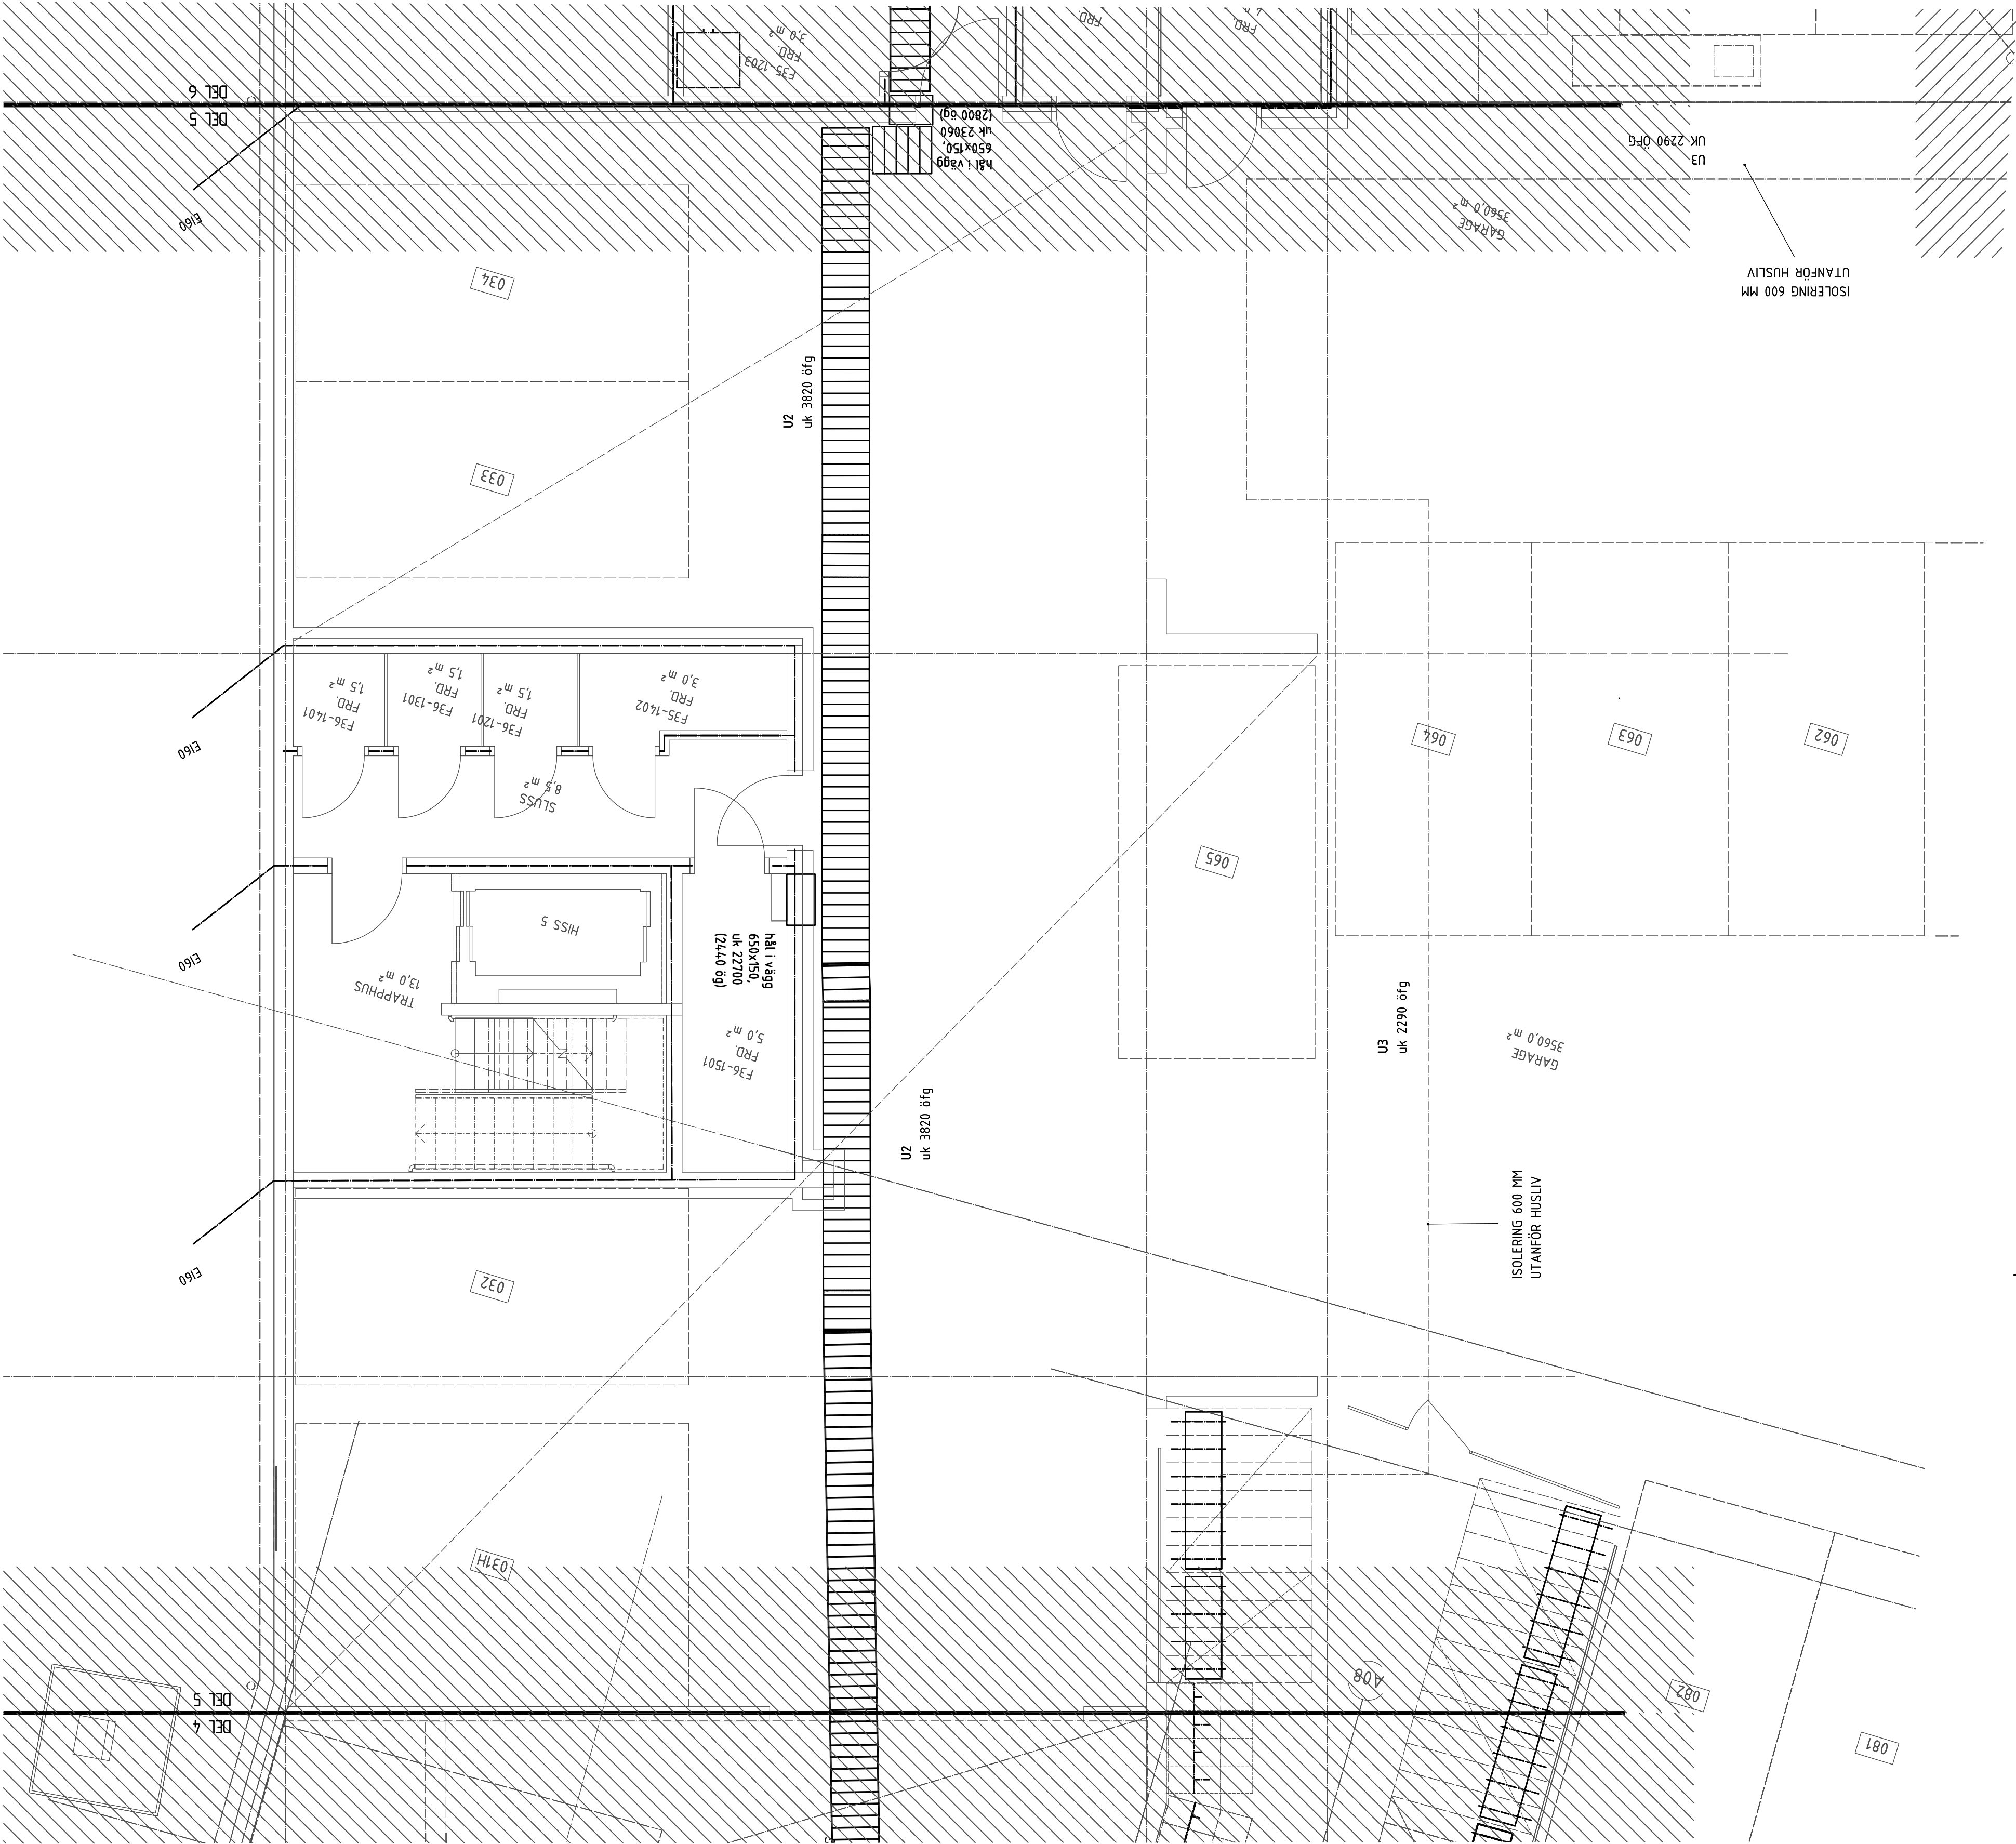 F35-1203
FRD.
3,0 m²
FRD.
FRD.
DEL 6
DEL 5
hål i vägg
650x150,
uk 23060
(2800 ög)
U3
UK 2290 ÖFG
EI60
GARAGE
3560,0 m²
ISOLERING 600 MM
UTANFÖR HUSLIV
034
U2
uk 3820 öfg
033
F36-1401
FRD.
1,5 m²
F36-1301
FRD.
1,5 m²
F36-1201
FRD.
1,5 m²
F35-1402
FRD.
3,0 m²
EI60
SLUSS
8,5 m²
064
063
062
065
HISS 5
EI60
TRAPPHUS
13,0 m²
hål i vägg
650x150,
uk 22700
(2440 ög)
F36-1501
FRD.
5,0 m²
U3
uk 2290 öfg
GARAGE
3560,0 m²
U2
uk 3820 öfg
ISOLERING 600 MM
UTANFÖR HUSLIV
EI60
032
031H
A08
082
081
DEL 5
DEL 4